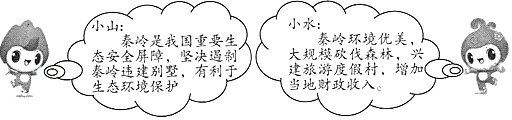 小山：
秦岭是我国重要生
态安全屏障，坚决遏制
秦岭违建别墅，有利于
生态环境保护
小水：
秦岭环境优美，
大规模砍伐森林，兴
建旅游度假村，增加
当地财政收入。